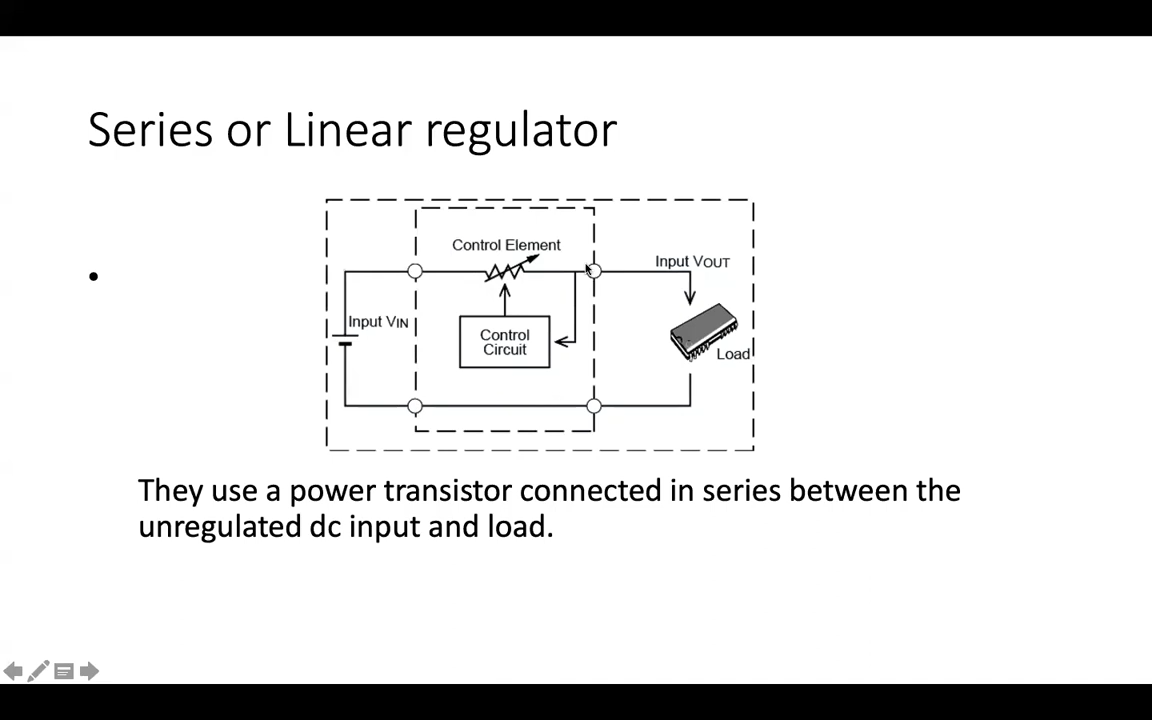 Series or Linear regulator
•
Control Element
Input VOUT
Input VIN
Control
Circuit
Load
They use a power transistor connected in series between the
unregulated dc input and load.